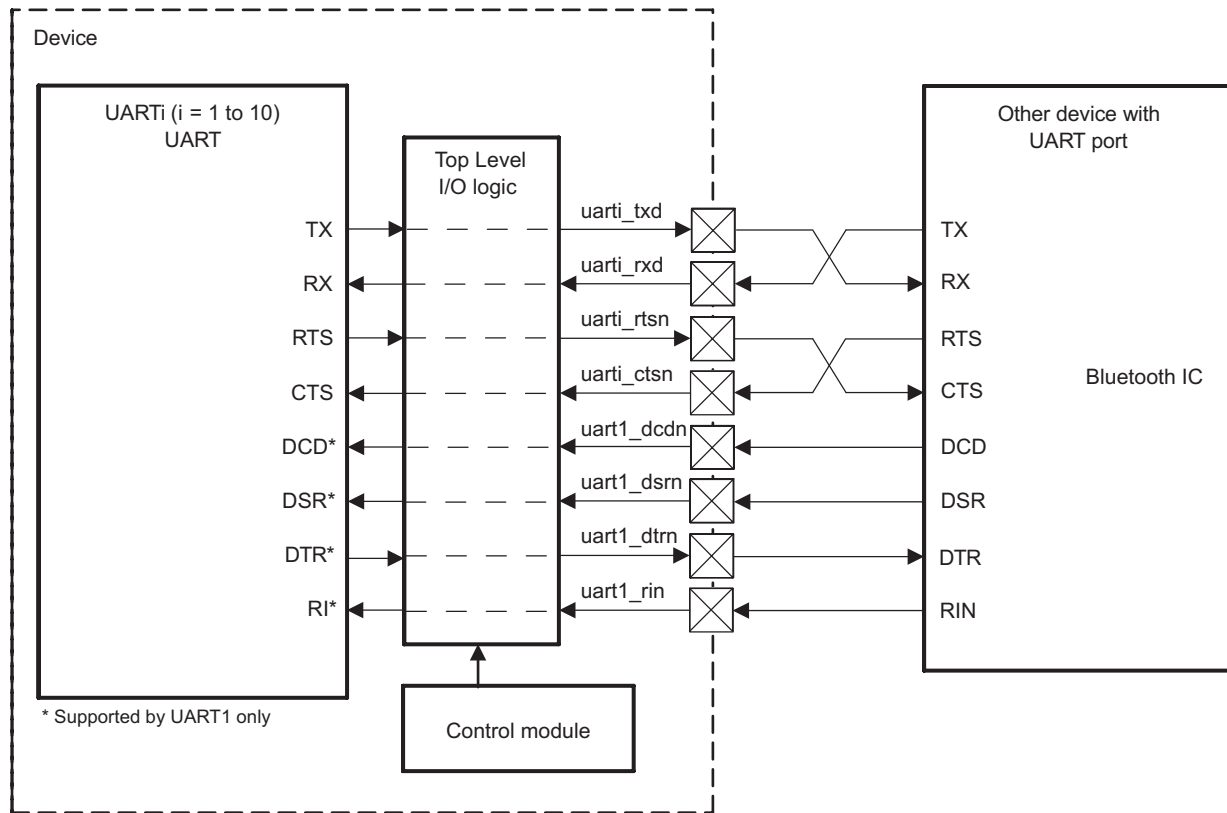 Device
UARTi (i = 1 to 10)
UART
TX
RX
RTS
CTS
DCD*
DSR*
DTR*
RI*
* Supported by UART1 only
Top Level
I/O logic
Control module
uarti_txd
uarti_rxd
uarti_rtsn
uarti_ctsn
uart1_dcdn
uart1_dsrn
uart1_dtrn
uart1_rin
Other device with
UART port
TX
RX
RTS
CTS
DCD
DSR
DTR
RIN
Bluetooth IC